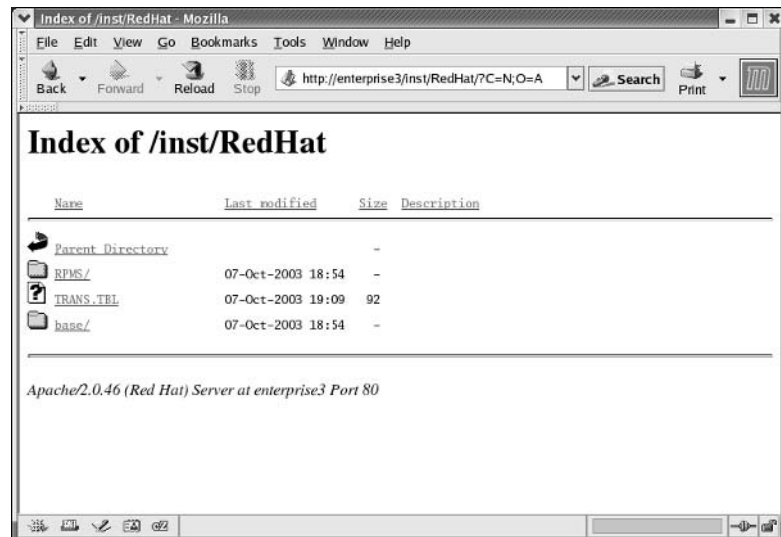 Index of /inst/RedHat - Mozilla
File Edit View Go Bookmarks Tools Window Help
Back Forward Reload Stop http://enterprise3/inst/RedHat/?C=N;O=A Search Print
Index of /inst/RedHat
Name Last modified Size Description
Parent Directory -
RPMS/ 07-Oct-2003 18:54 -
TRANS.TBL 07-Oct-2003 19:09 92
base/ 07-Oct-2003 18:54 -
Apache/2.0.46 (Red Hat) Server at enterprise3 Port 80